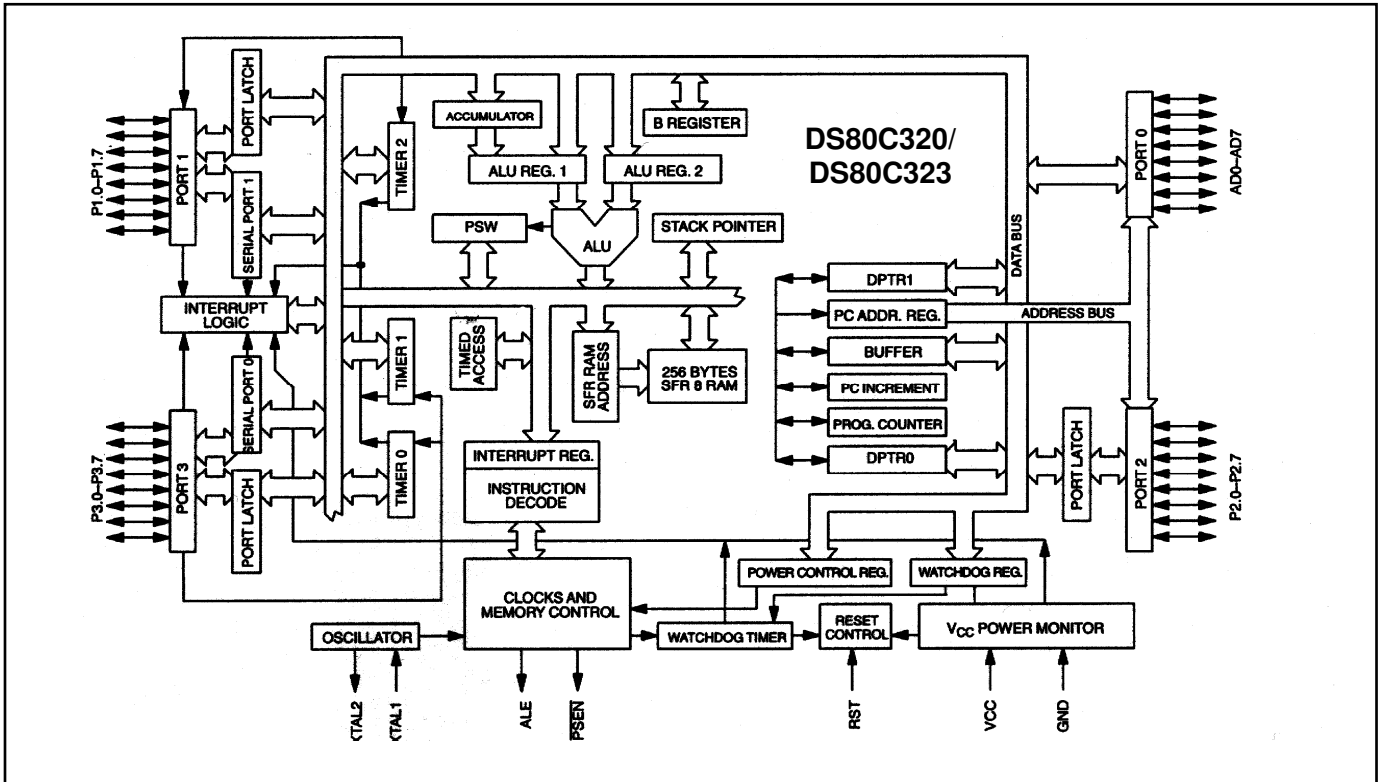 DS80C320/
DS80C323
PORT LATCH
P1.0–P1.7
PORT 1
SERIAL PORT 1
TIMER 2
ACCUMULATOR
B REGISTER
ALU REG. 1
ALU REG. 2
PSW
ALU
STACK POINTER
DATA BUS
PORT 0
AD0–AD7
INTERRUPT
LOGIC
DPTR1
PC ADDR. REG.
ADDRESS BUS
BUFFER
PC INCREMENT
PROG. COUNTER
DPTR0
TIMER 1
TIMED
ACCESS
SFR RAM
ADDRESS
256 BYTES
SFR 8 RAM
SERIAL PORT 0
P3.0–P3.7
PORT 3
PORT LATCH
TIMER 0
INTERRUPT REG.
INSTRUCTION
DECODE
PORT LATCH
PORT 2
P2.0–P2.7
POWER CONTROL REG.
WATCHDOG REG.
CLOCKS AND
MEMORY CONTROL
OSCILLATOR
WATCHDOG TIMER
RESET
CONTROL
VCC POWER MONITOR
XTAL2
XTAL1
ALE
PSEN
RST
VCC
GND